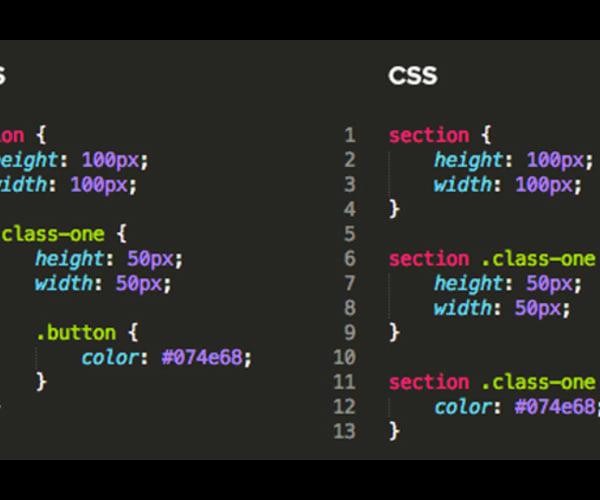 S
ion {
height: 100px;
width: 100px;
.class-one {
height: 50px;
width: 50px;
.button {
color: #074e68;
}
CSS
1 section {
2 height: 100px;
3 width: 100px;
4 }
5
6 section .class-one
7 height: 50px;
8 width: 50px;
9 }
10
11 section .class-one
12 color: #074e68;
13 }